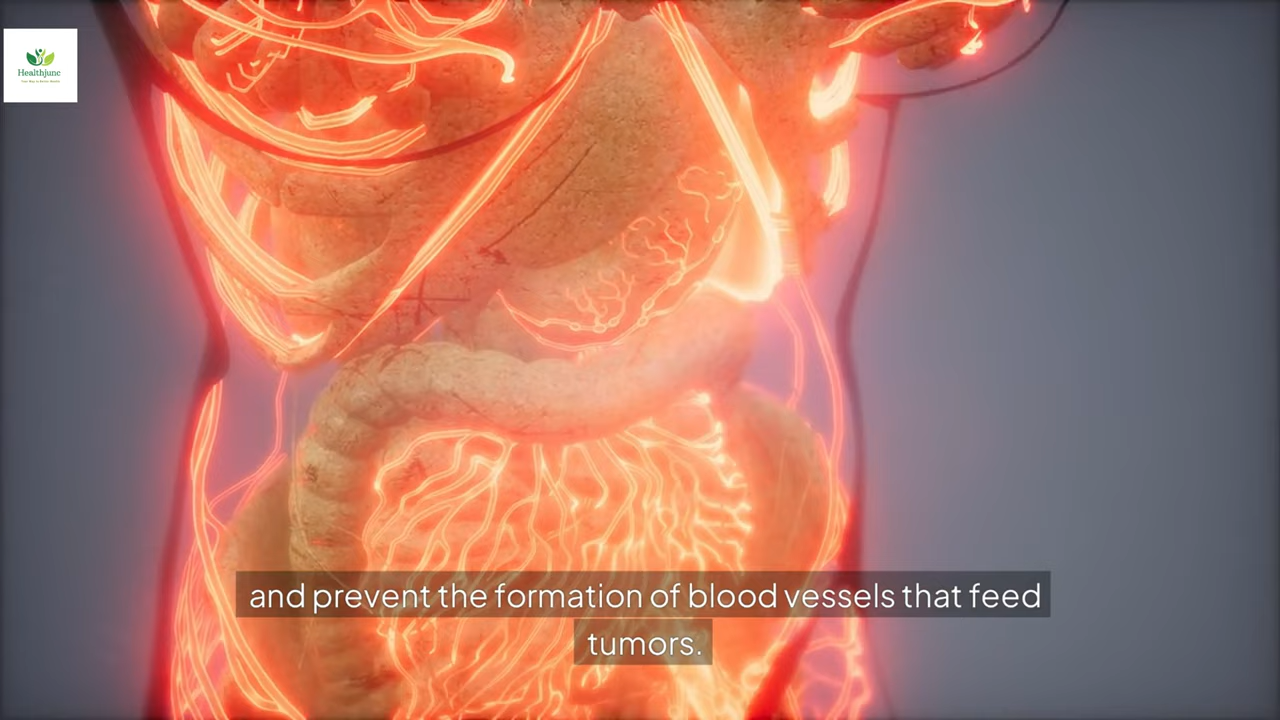 Healthjune
and prevent the formation of blood vessels that feed
tumors.